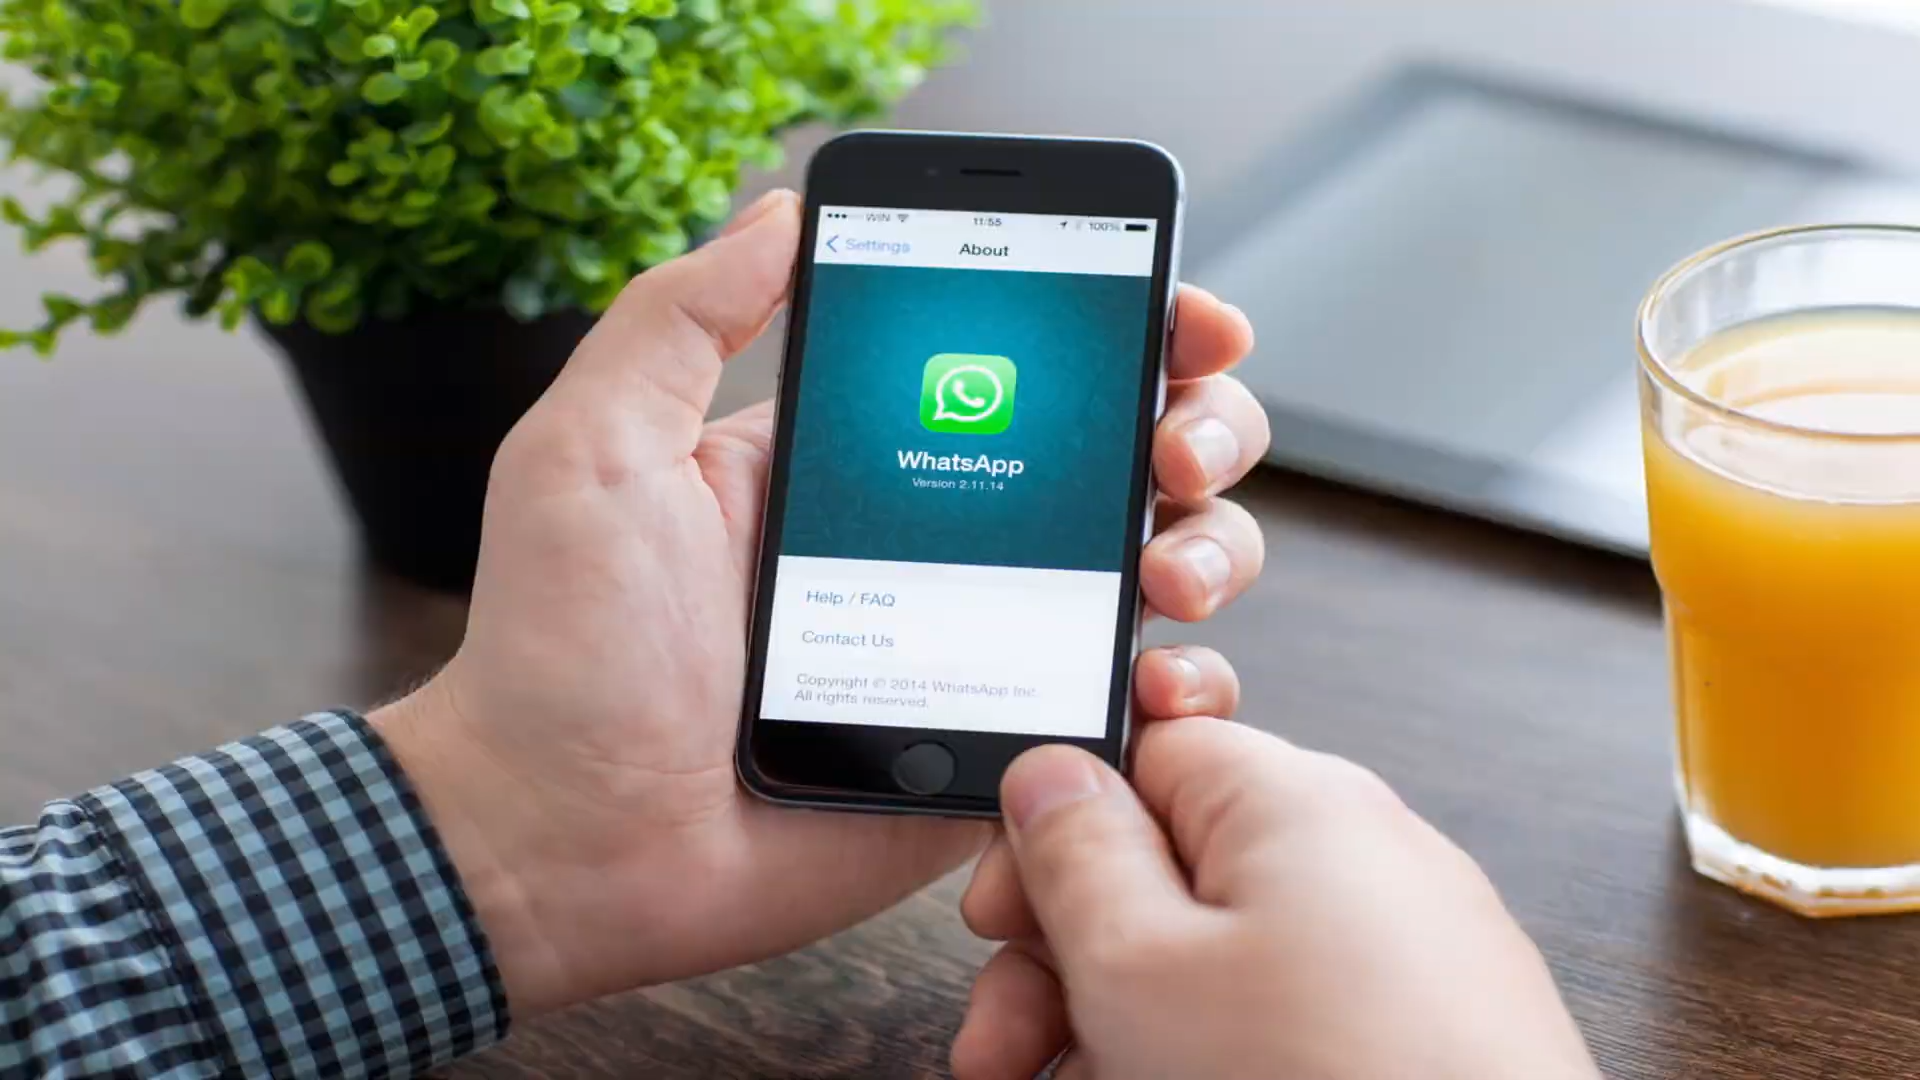 WIN 11:55 100%
Settings About
WhatsApp
Version 2.11.14
Help / FAQ
Contact Us
Copyright © 2014 WhatsApp Inc.
All rights reserved.